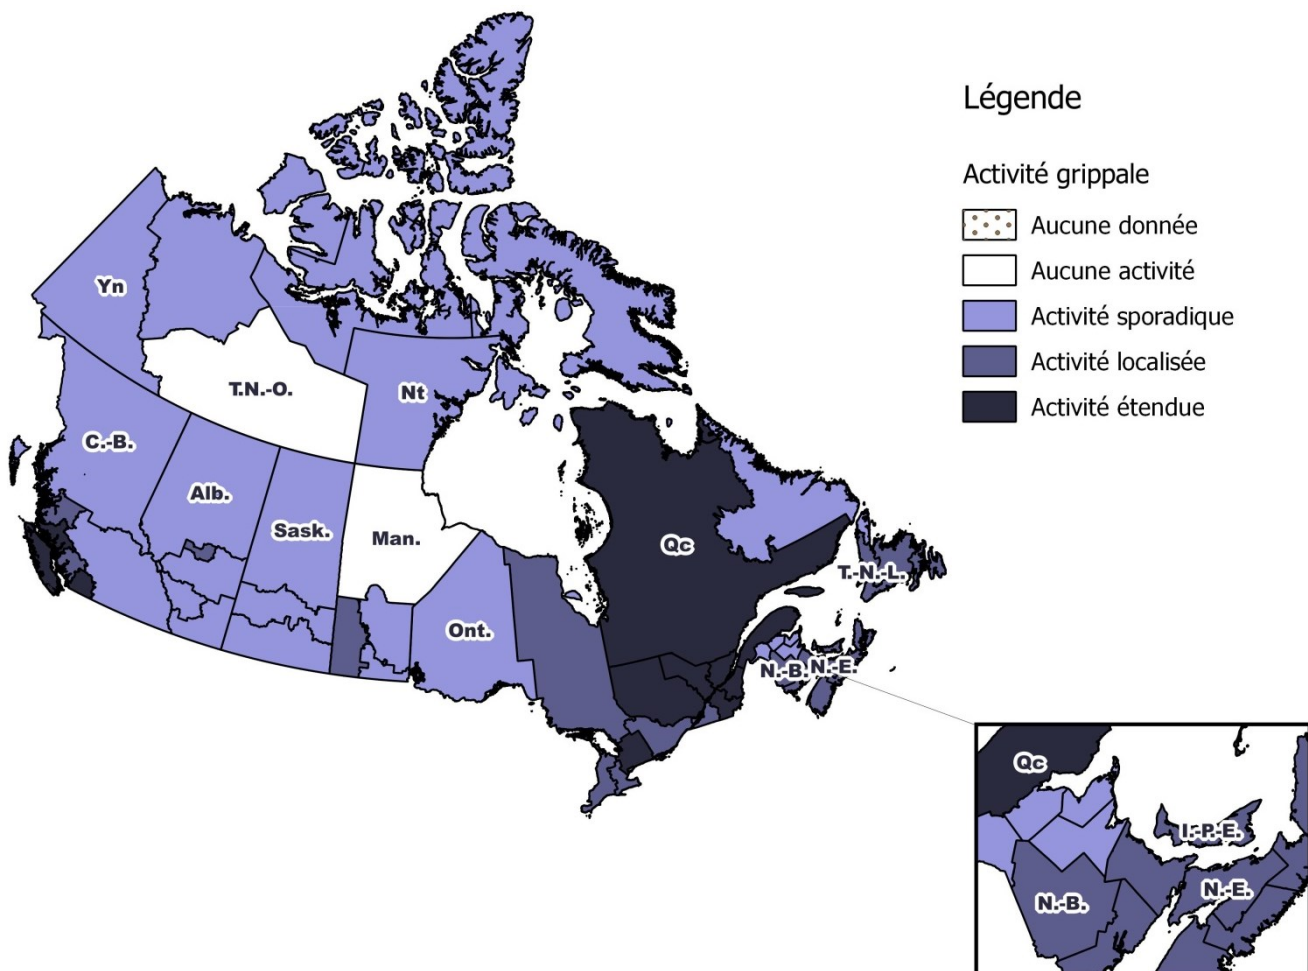 Légende
Activité grippale
Aucune donnée
Aucune activité
Activité sporadique
Activité localisée
Activité étendue
Yn
T.N.-O.
Nt
C.-B.
Alb.
Sask.
Man.
Ont.
Qc
T.-N.-L.
N.-B.
N.-E.
Qc
I.-P.-E.
N.-B.
N.-E.